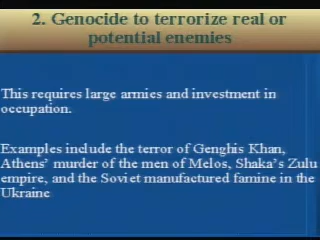 2. Genocide to terrorize real or
potential enemies
This requires large armies and investment in
occupation.
Examples include the terror of Genghis Khan,
Athens' murder of the men of Melos, Shaka's Zulu
empire, and the Soviet manufactured famine in the
Ukraine